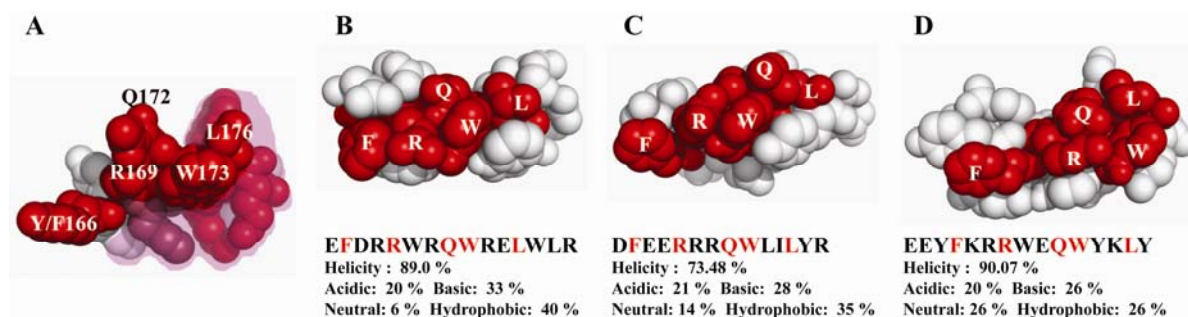 A
Q172
L176
R169
W173
Y/F166
B
Q
L
F
R
W
EFDRRWRQWRELWLR
Helicity : 89.0 %
Acidic: 20 % Basic: 33 %
Neutral: 6 % Hydrophobic: 40 %
C
Q
L
R
W
F
DFEERRRQWLILYR
Helicity : 73.48 %
Acidic: 21 % Basic: 28 %
Neutral: 14 % Hydrophobic: 35 %
D
L
Q
W
R
F
EEYFKRRWEQWYKLY
Helicity : 90.07 %
Acidic: 20 % Basic: 26 %
Neutral: 26 % Hydrophobic: 26 %